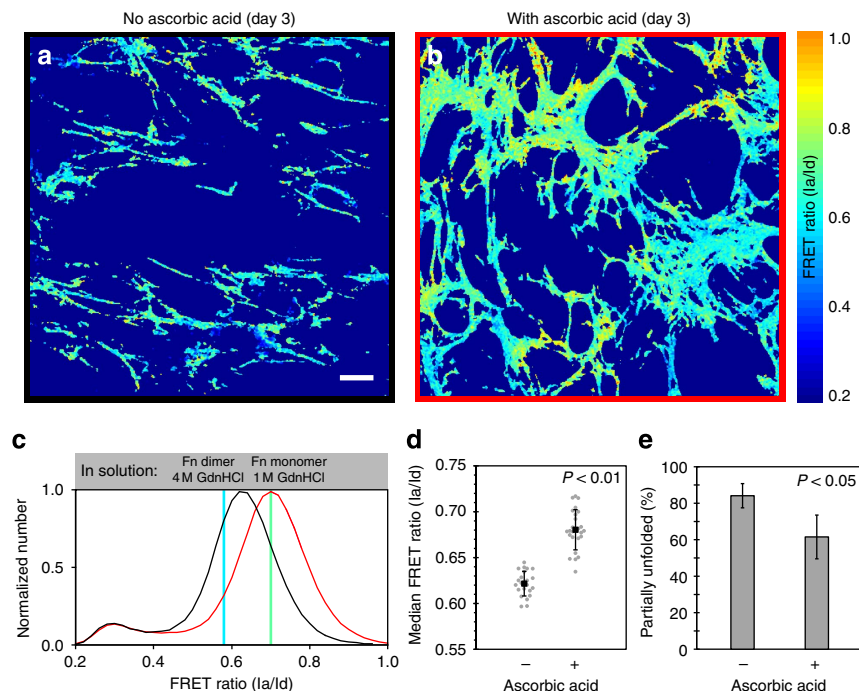 No ascorbic acid (day 3)
With ascorbic acid (day 3)
a
b
1.0
0.8
0.6
0.4
0.2
FRET ratio (Ia/Id)
c
In solution:
Fn dimer
4 M GdnHCl
Fn monomer
1 M GdnHCl
1.0
0.0
Normalized number
0.2
0.4
0.6
0.8
1.0
FRET ratio (Ia/Id)
d
P < 0.01
0.75
0.70
0.65
0.60
0.55
Median FRET ratio (Ia/Id)
– +
Ascorbic acid
e
P < 0.05
100
80
60
40
20
0
Partially unfolded (%)
– +
Ascorbic acid